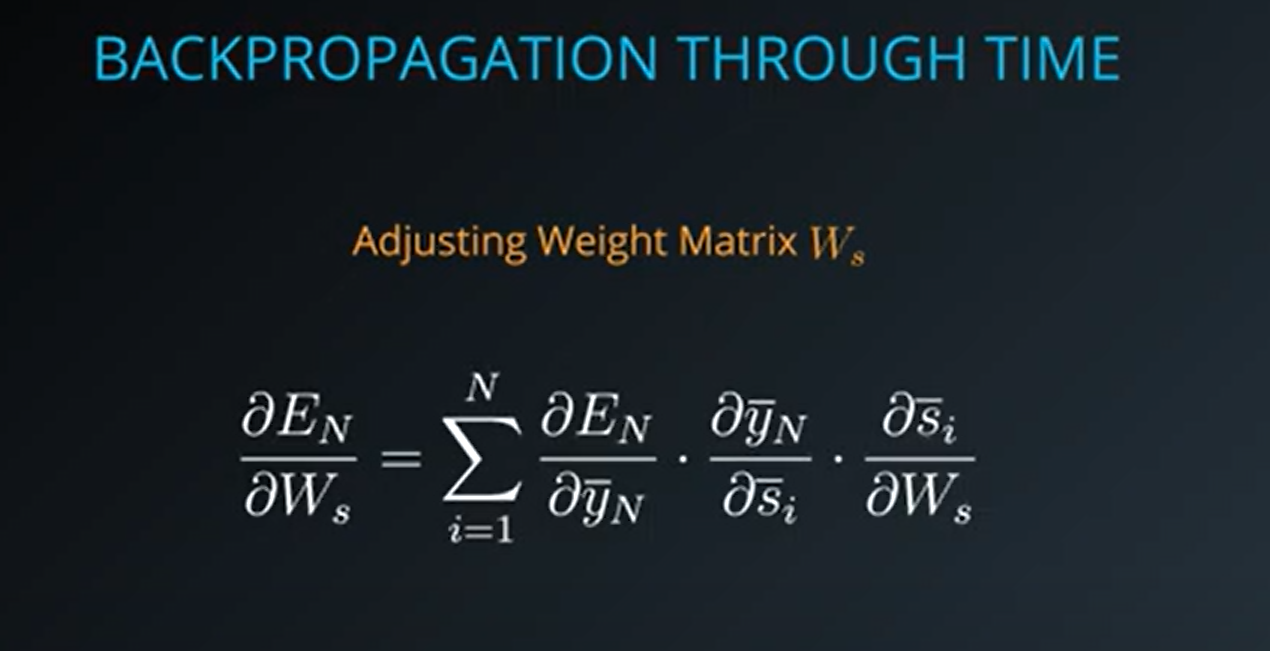 BACKPROPAGATION THROUGH TIME
Adjusting Weight Matrix $W_s$
$\frac{\partial E_N}{\partial W_s} = \sum_{i=1}^{N} \frac{\partial E_N}{\partial \bar{y}_N} \cdot \frac{\partial \bar{y}_N}{\partial \bar{s}_i} \cdot \frac{\partial \bar{s}_i}{\partial W_s}$